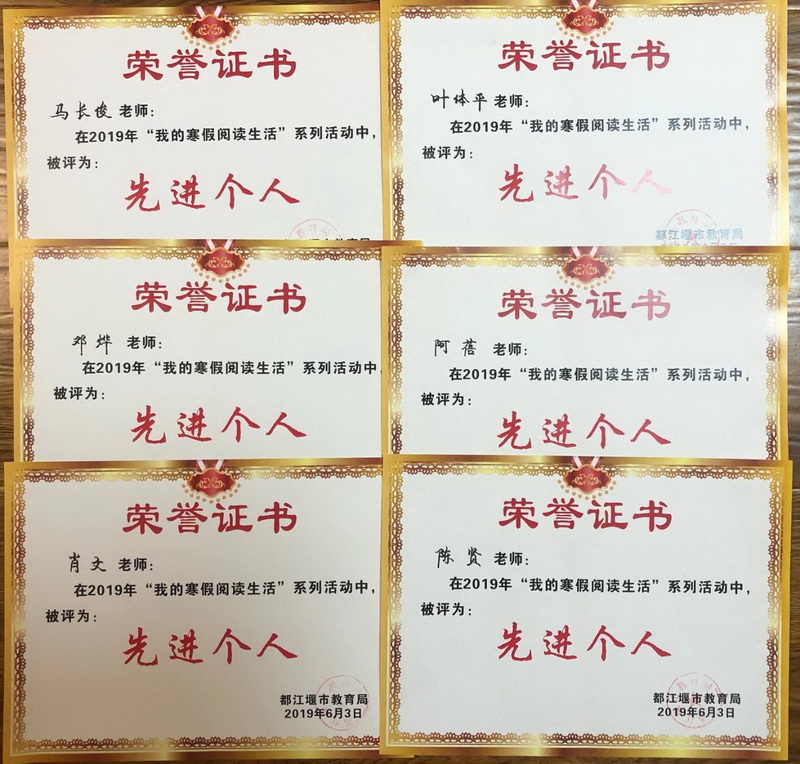 荣誉证书
马长俊 老师：
在2019年“我的寒假阅读生活”系列活动中，
被评为：
先进个人
荣誉证书
叶体平 老师：
在2019年“我的寒假阅读生活”系列活动中，
被评为：
先进个人
都江堰市教育局
荣誉证书
邓烨 老师：
在2019年“我的寒假阅读生活”系列活动中，
被评为：
先进个人
荣誉证书
阿蓓 老师：
在2019年“我的寒假阅读生活”系列活动中，
被评为：
先进个人
荣誉证书
肖文 老师：
在2019年“我的寒假阅读生活”系列活动中，
被评为：
先进个人
都江堰市教育局
2019年6月3日
荣誉证书
陈贤 老师：
在2019年“我的寒假阅读生活”系列活动中，
被评为：
先进个人
都江堰市教育局
2019年6月3日